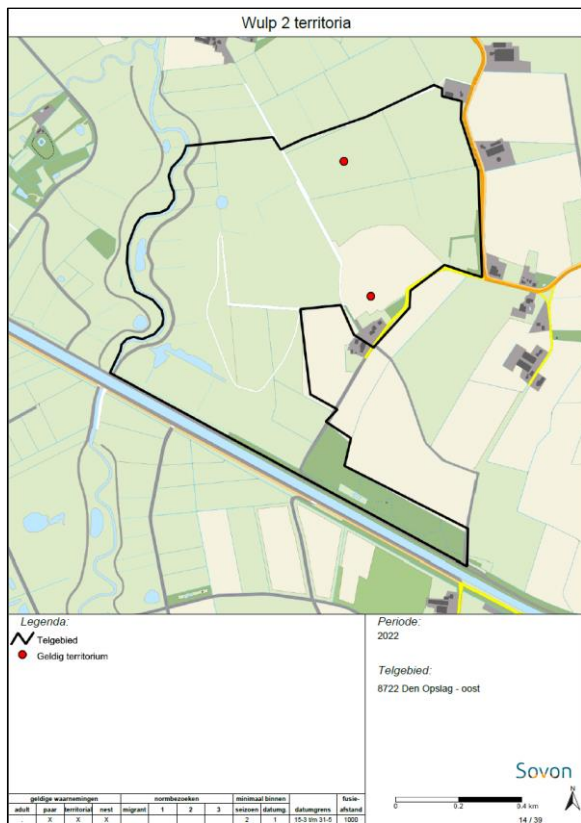 Wulp 2 territoria
Legenda:
Telgebied
Geldig territorium
Periode:
2022
Telgebied:
8722 Den Opslag - oost
Sovon
N
0 0.2 0.4 km
14 / 39
geldige waarnemingen normbezoeken minimaal binnen fusie-
adult paar territorial nest migrant 1 2 3 seizoen datumg. datumgrens afstand
. X X X 2 1 15-3 t/m 31-5 1000